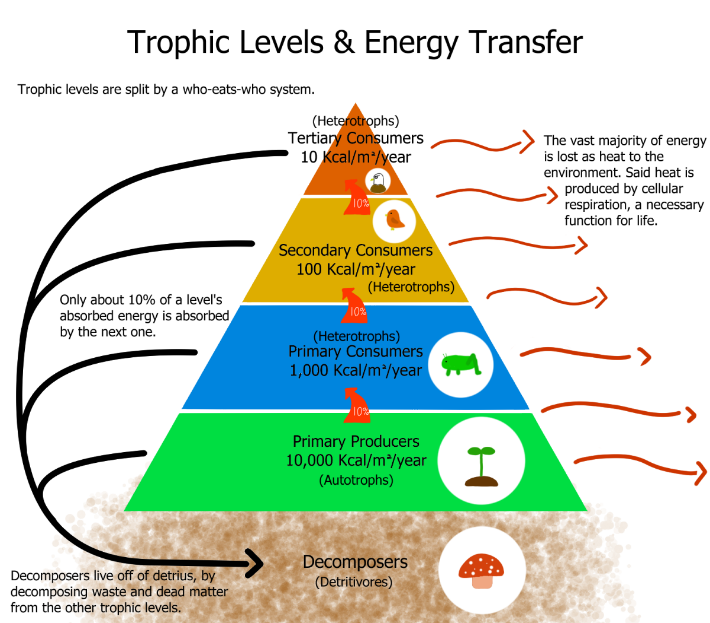 Trophic Levels & Energy Transfer
Trophic levels are split by a who-eats-who system.
(Heterotrophs)
Tertiary Consumers
10 Kcal/m²/year
10%
The vast majority of energy
is lost as heat to the
environment. Said heat is
produced by cellular
respiration, a necessary
function for life.
Secondary Consumers
100 Kcal/m²/year
(Heterotrophs)
10%
Only about 10% of a level's
absorbed energy is absorbed
by the next one.
(Heterotrophs)
Primary Consumers
1,000 Kcal/m²/year
10%
Primary Producers
10,000 Kcal/m²/year
(Autotrophs)
Decomposers
(Detritivores)
Decomposers live off of detrius, by
decomposing waste and dead matter
from the other trophic levels.